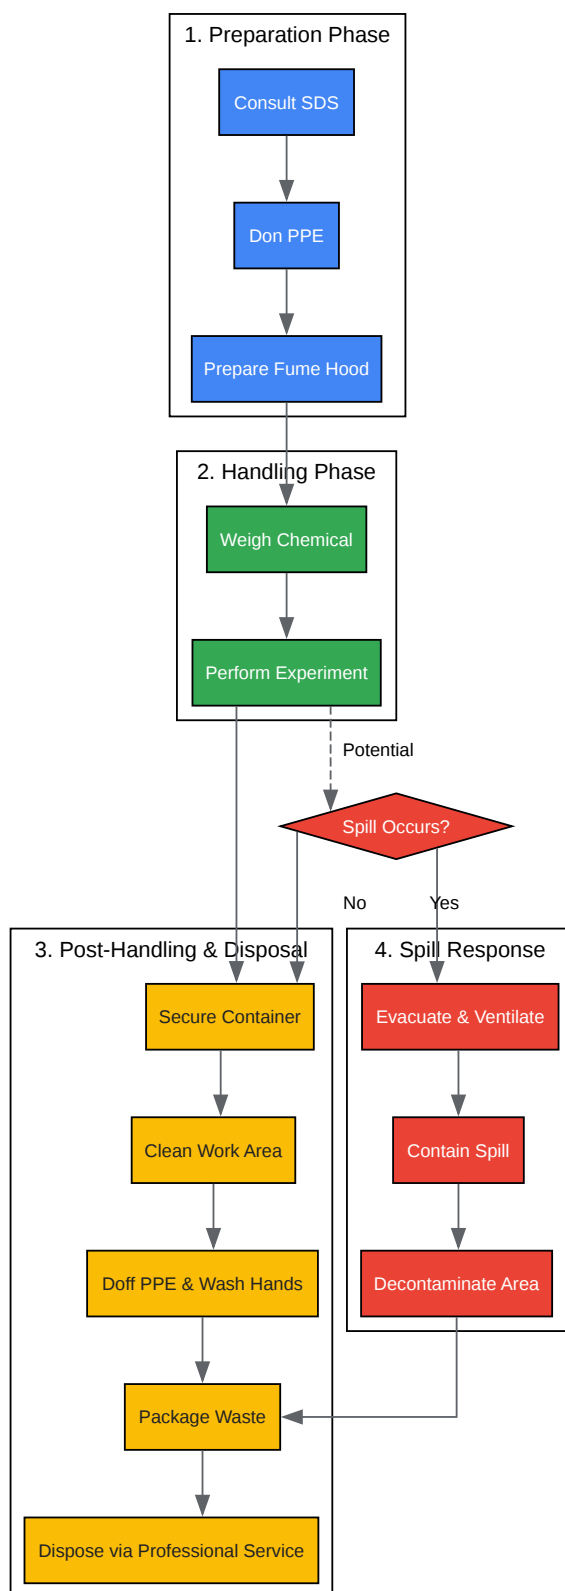 1. Preparation Phase
Consult SDS
Don PPE
Prepare Fume Hood
2. Handling Phase
Weigh Chemical
Perform Experiment
Potential
Spill Occurs?
No
Yes
3. Post-Handling & Disposal
Secure Container
Clean Work Area
Doff PPE & Wash Hands
Package Waste
Dispose via Professional Service
4. Spill Response
Evacuate & Ventilate
Contain Spill
Decontaminate Area